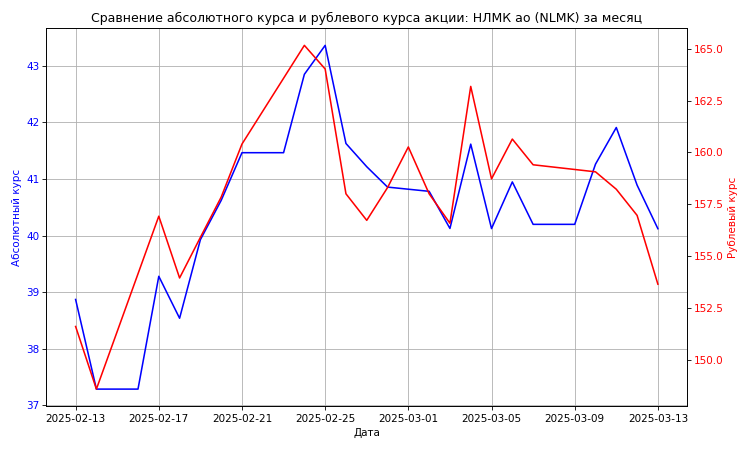 Сравнение абсолютного курса и рублевого курса акции: НЛМК ао (NLMK) за месяц
43
42
41
40
39
38
37
Абсолютный курс
165.0
162.5
160.0
157.5
155.0
152.5
150.0
Рублевый курс
2025-02-13 2025-02-17 2025-02-21 2025-02-25 2025-03-01 2025-03-05 2025-03-09 2025-03-13
Дата